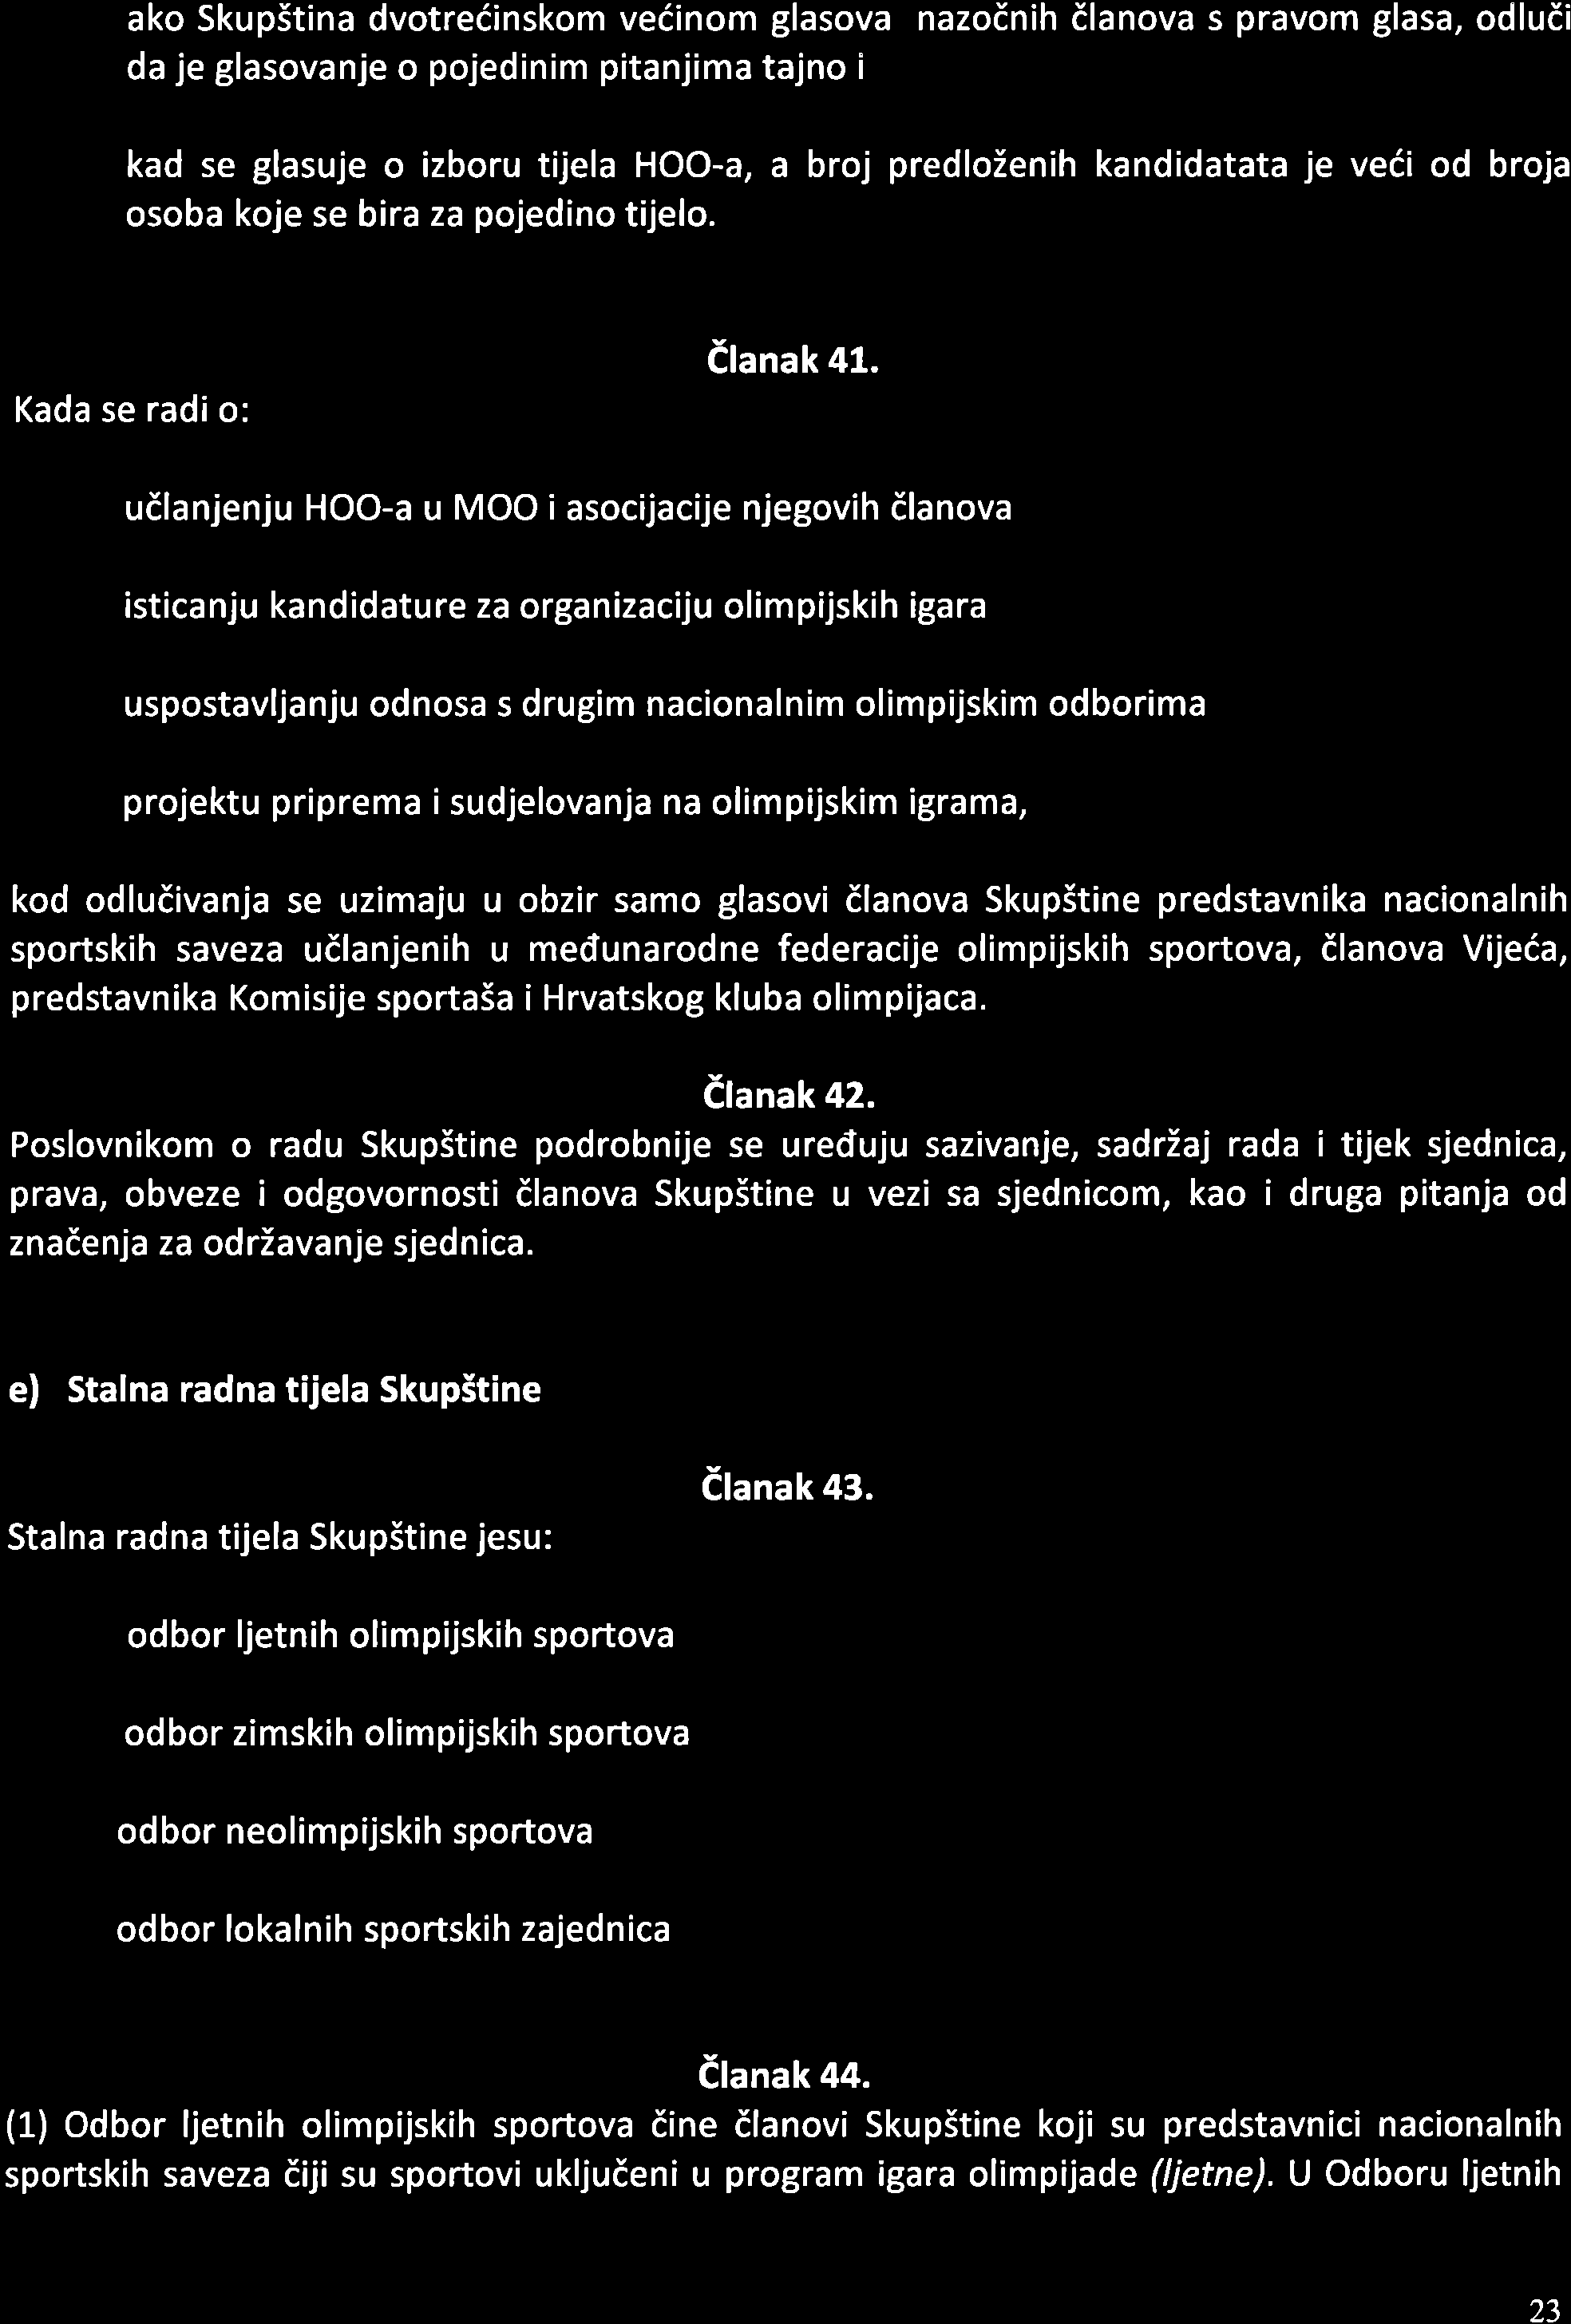 ako Skupština dvotrećinskom većinom glasova nazočnih članova s pravom glasa, odluči
da je glasovanje o pojedinim pitanjima tajno i
kad se glasuje o izboru tijela HOO-a, a broj predloženih kandidatata je veći od broja
osoba koje se bira za pojedino tijelo.
Članak 41.
Kada se radi o:
učlanjenju HOO-a u MOO i asocijacije njegovih članova
isticanju kandidature za organizaciju olimpijskih igara
uspostavljanju odnosa s drugim nacionalnim olimpijskim odborima
projektu priprema i sudjelovanja na olimpijskim igrama,
kod odlučivanja se uzimaju u obzir samo glasovi članova Skupštine predstavnika nacionalnih
sportskih saveza učlanjenih u međunarodne federacije olimpijskih sportova, članova Vijeća,
predstavnika Komisije sportaša i Hrvatskog kluba olimpijaca.
Članak 42.
Poslovnikom o radu Skupštine podrobnije se uređuju sazivanje, sadržaj rada i tijek sjednica,
prava, obveze i odgovornosti članova Skupštine u vezi sa sjednicom, kao i druga pitanja od
značenja za održavanje sjednica.
e) Stalna radna tijela Skupštine
Članak 43.
Stalna radna tijela Skupštine jesu:
odbor ljetnih olimpijskih sportova
odbor zimskih olimpijskih sportova
odbor neolimpijskih sportova
odbor lokalnih sportskih zajednica
Članak 44.
(1) Odbor ljetnih olimpijskih sportova čine članovi Skupštine koji su predstavnici nacionalnih
sportskih saveza čiji su sportovi uključeni u program igara olimpijade (ljetne). U Odboru ljetnih
23